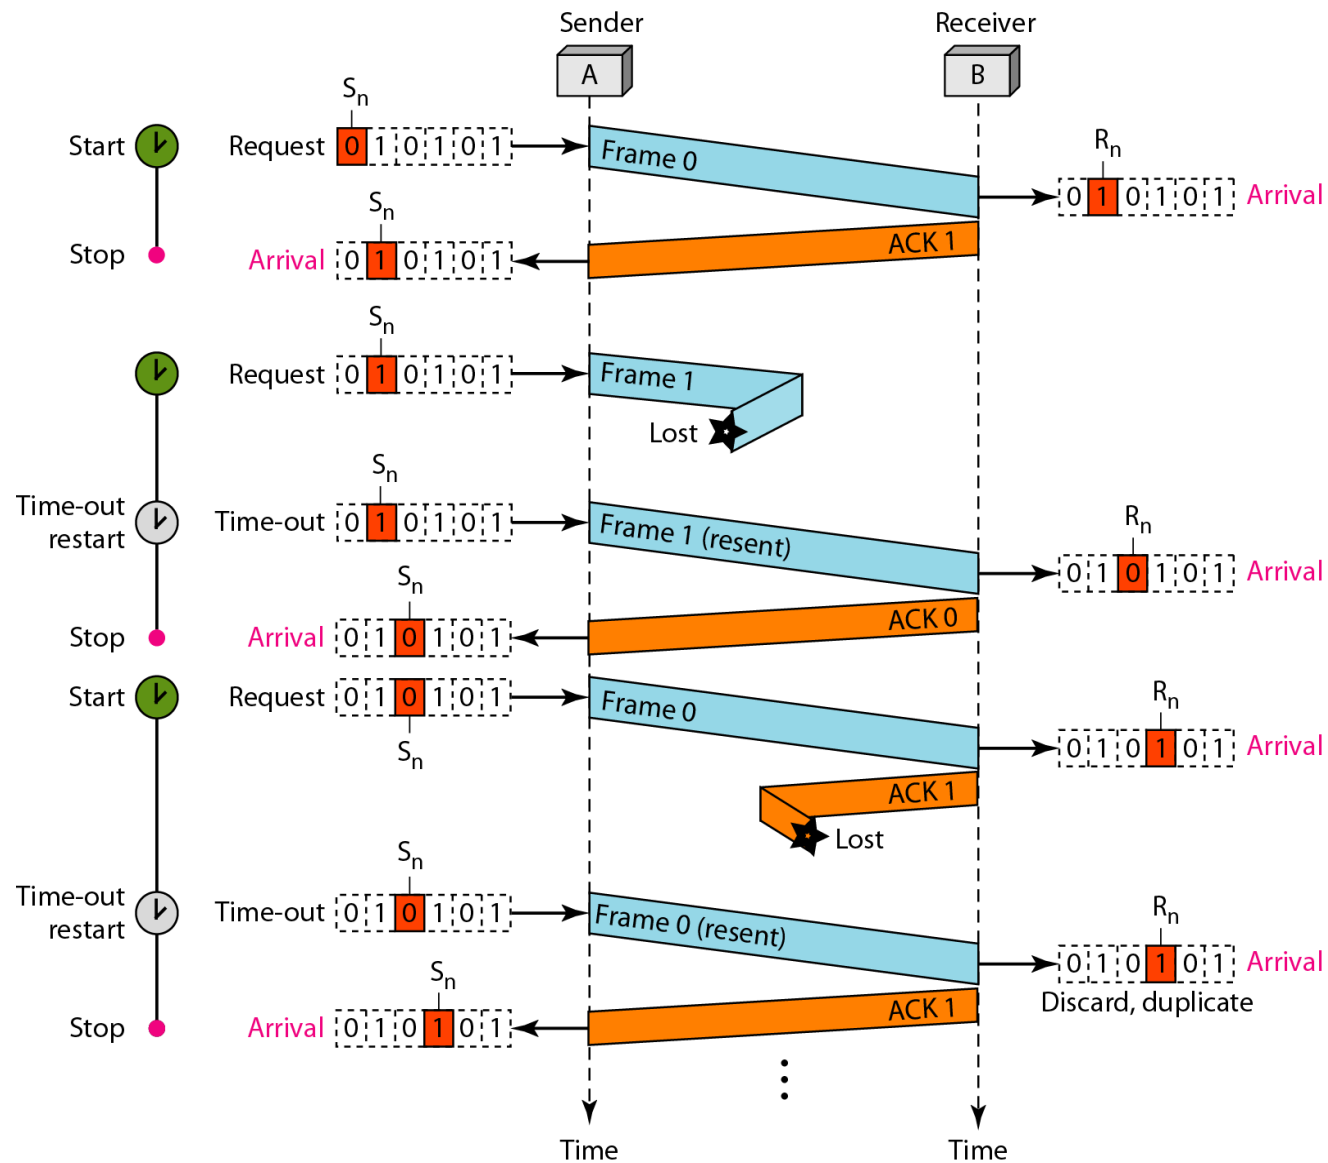 Sender Receiver
A B
Sn
Start Request 0 1 0 1 0 1 Frame 0 Rn
0 1 0 1 0 1 Arrival
Sn
Stop Arrival 0 1 0 1 0 1 ACK 1
Sn
Request 0 1 0 1 0 1 Frame 1
Lost
Sn
Time-out
restart
Time-out 0 1 0 1 0 1 Frame 1 (resent) Rn
0 1 0 1 0 1 Arrival
Sn
Stop Arrival 0 1 0 1 0 1 ACK 0
Start Request 0 1 0 1 0 1 Frame 0 Rn
Sn
0 1 0 1 0 1 Arrival
ACK 1
Lost
Sn
Time-out
restart
Time-out 0 1 0 1 0 1 Frame 0 (resent) Rn
0 1 0 1 0 1 Arrival
Discard, duplicate
Sn
Stop Arrival 0 1 0 1 0 1 ACK 1
Time Time